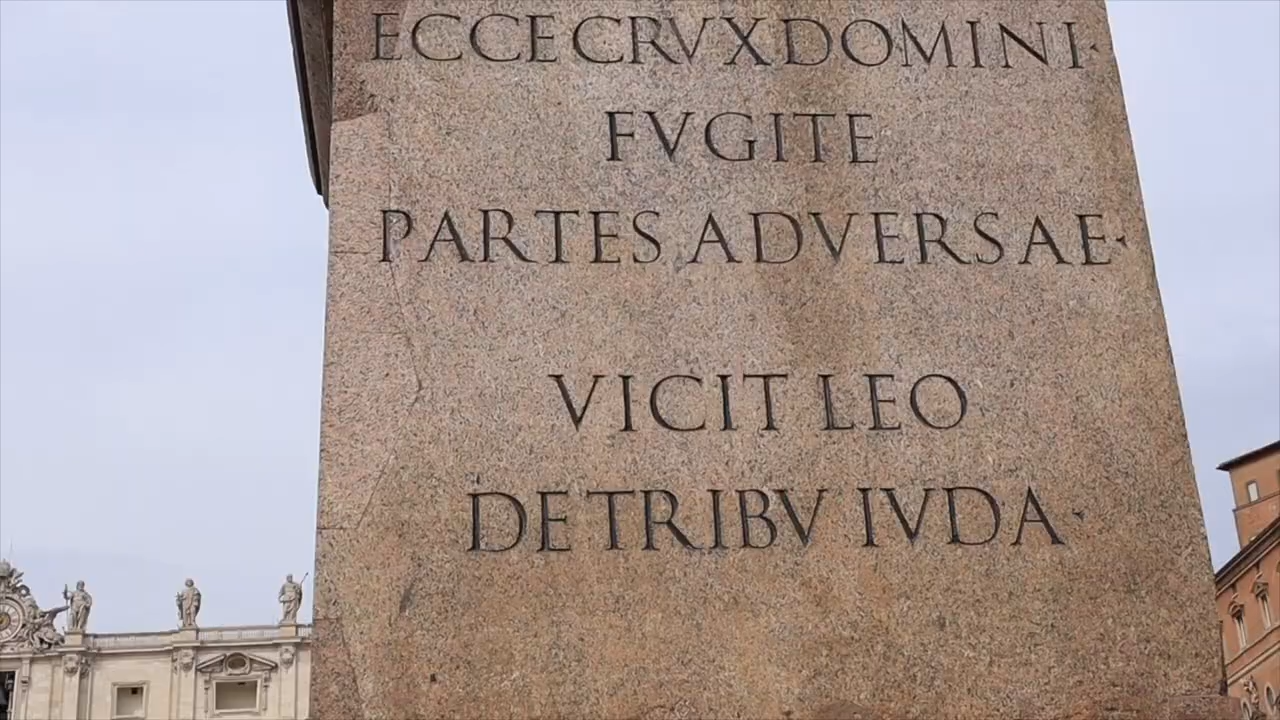 ECCE CRVX DOMINI·
FVGITE
PARTES ADVERSAE·
VICIT LEO
DE TRIBV IVDA·